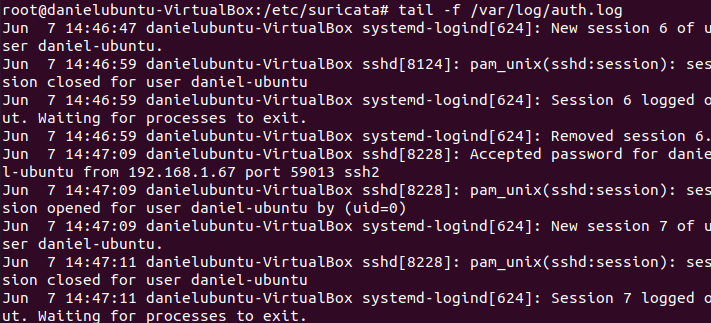 root@danielubuntu-VirtualBox:/etc/suricata# tail -f /var/log/auth.log
Jun  7 14:46:47 danielubuntu-VirtualBox systemd-logind[624]: New session 6 of u
ser daniel-ubuntu.
Jun  7 14:46:59 danielubuntu-VirtualBox sshd[8124]: pam_unix(sshd:session): ses
sion closed for user daniel-ubuntu
Jun  7 14:46:59 danielubuntu-VirtualBox systemd-logind[624]: Session 6 logged o
ut. Waiting for processes to exit.
Jun  7 14:46:59 danielubuntu-VirtualBox systemd-logind[624]: Removed session 6.
Jun  7 14:47:09 danielubuntu-VirtualBox sshd[8228]: Accepted password for danie
l-ubuntu from 192.168.1.67 port 59013 ssh2
Jun  7 14:47:09 danielubuntu-VirtualBox sshd[8228]: pam_unix(sshd:session): ses
sion opened for user daniel-ubuntu by (uid=0)
Jun  7 14:47:09 danielubuntu-VirtualBox systemd-logind[624]: New session 7 of u
ser daniel-ubuntu.
Jun  7 14:47:11 danielubuntu-VirtualBox sshd[8228]: pam_unix(sshd:session): ses
sion closed for user daniel-ubuntu
Jun  7 14:47:11 danielubuntu-VirtualBox systemd-logind[624]: Session 7 logged o
ut. Waiting for processes to exit.